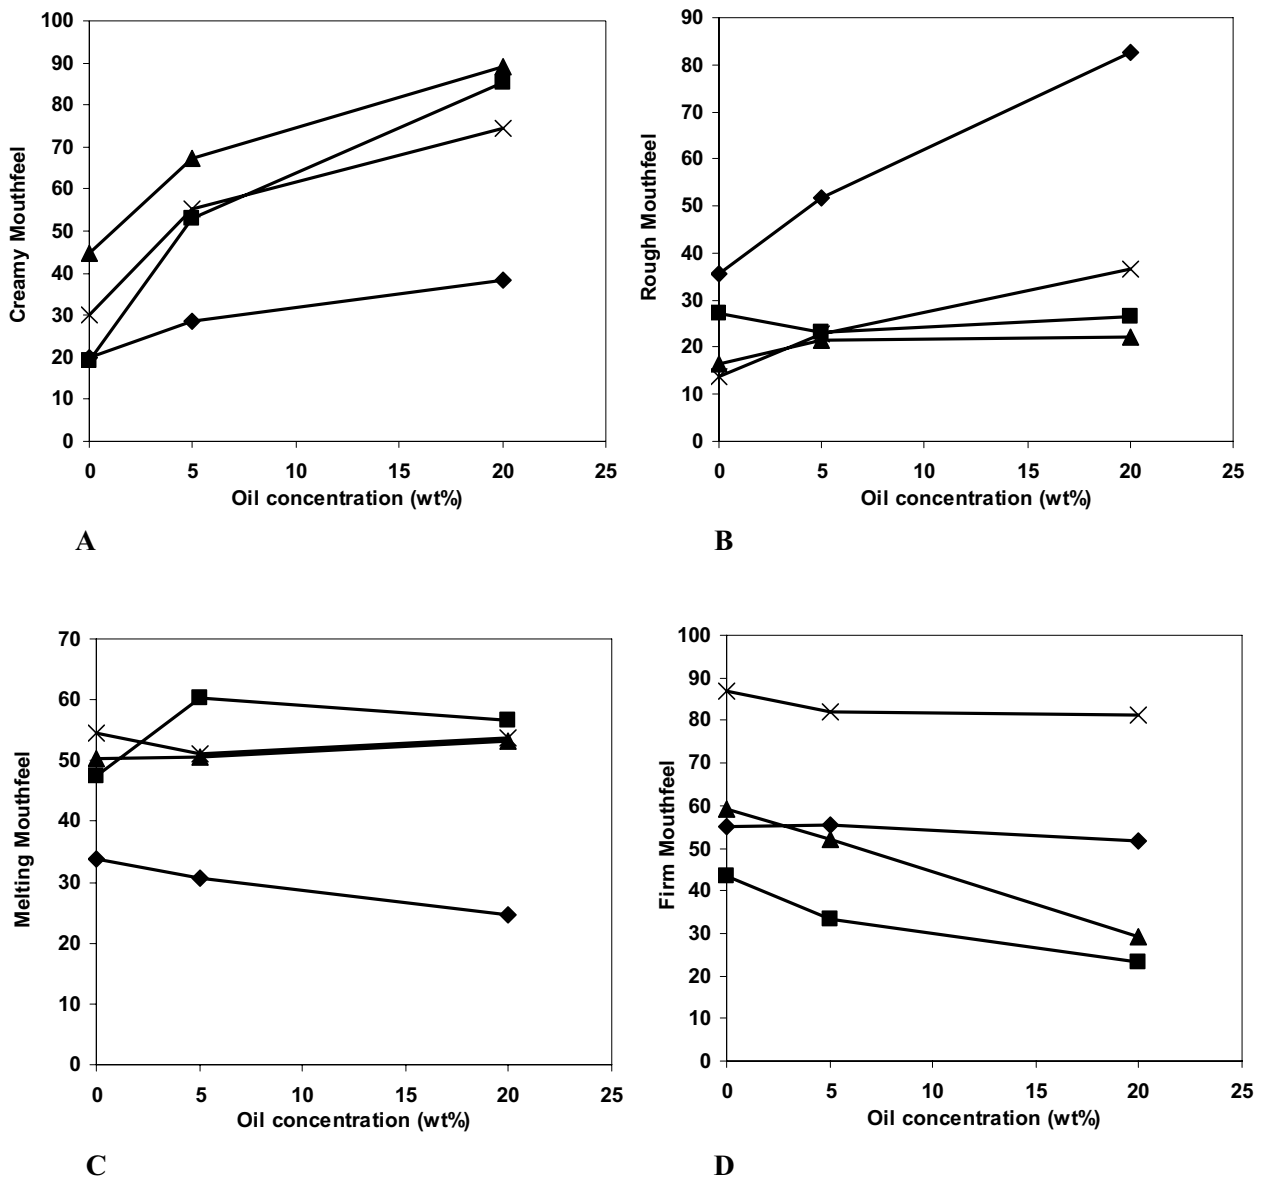 Creamy Mouthfeel
100
90
80
70
60
50
40
30
20
10
0
0 5 10 15 20 25
Oil concentration (wt%)
A
Rough Mouthfeel
90
80
70
60
50
40
30
20
10
0
0 5 10 15 20 25
Oil concentration (wt%)
B
Melting Mouthfeel
70
60
50
40
30
20
10
0
0 5 10 15 20 25
Oil concentration (wt%)
C
Firm Mouthfeel
100
90
80
70
60
50
40
30
20
10
0
0 5 10 15 20 25
Oil concentration (wt%)
D